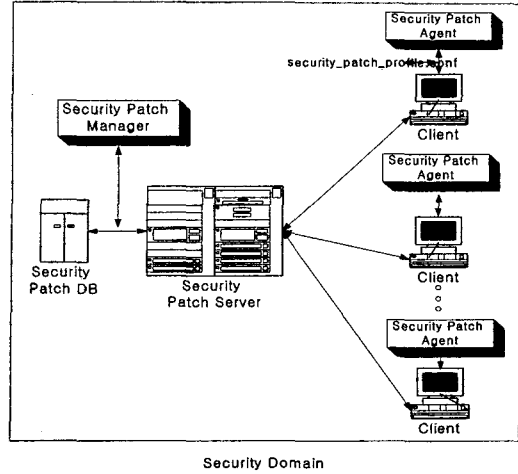 Security Patch
Agent
security_patch_profile.conf
Client
Security Patch
Manager
Security Patch
Agent
Client
Security
Patch DB
Security
Patch Server
Security Patch
Agent
Client
Security Domain